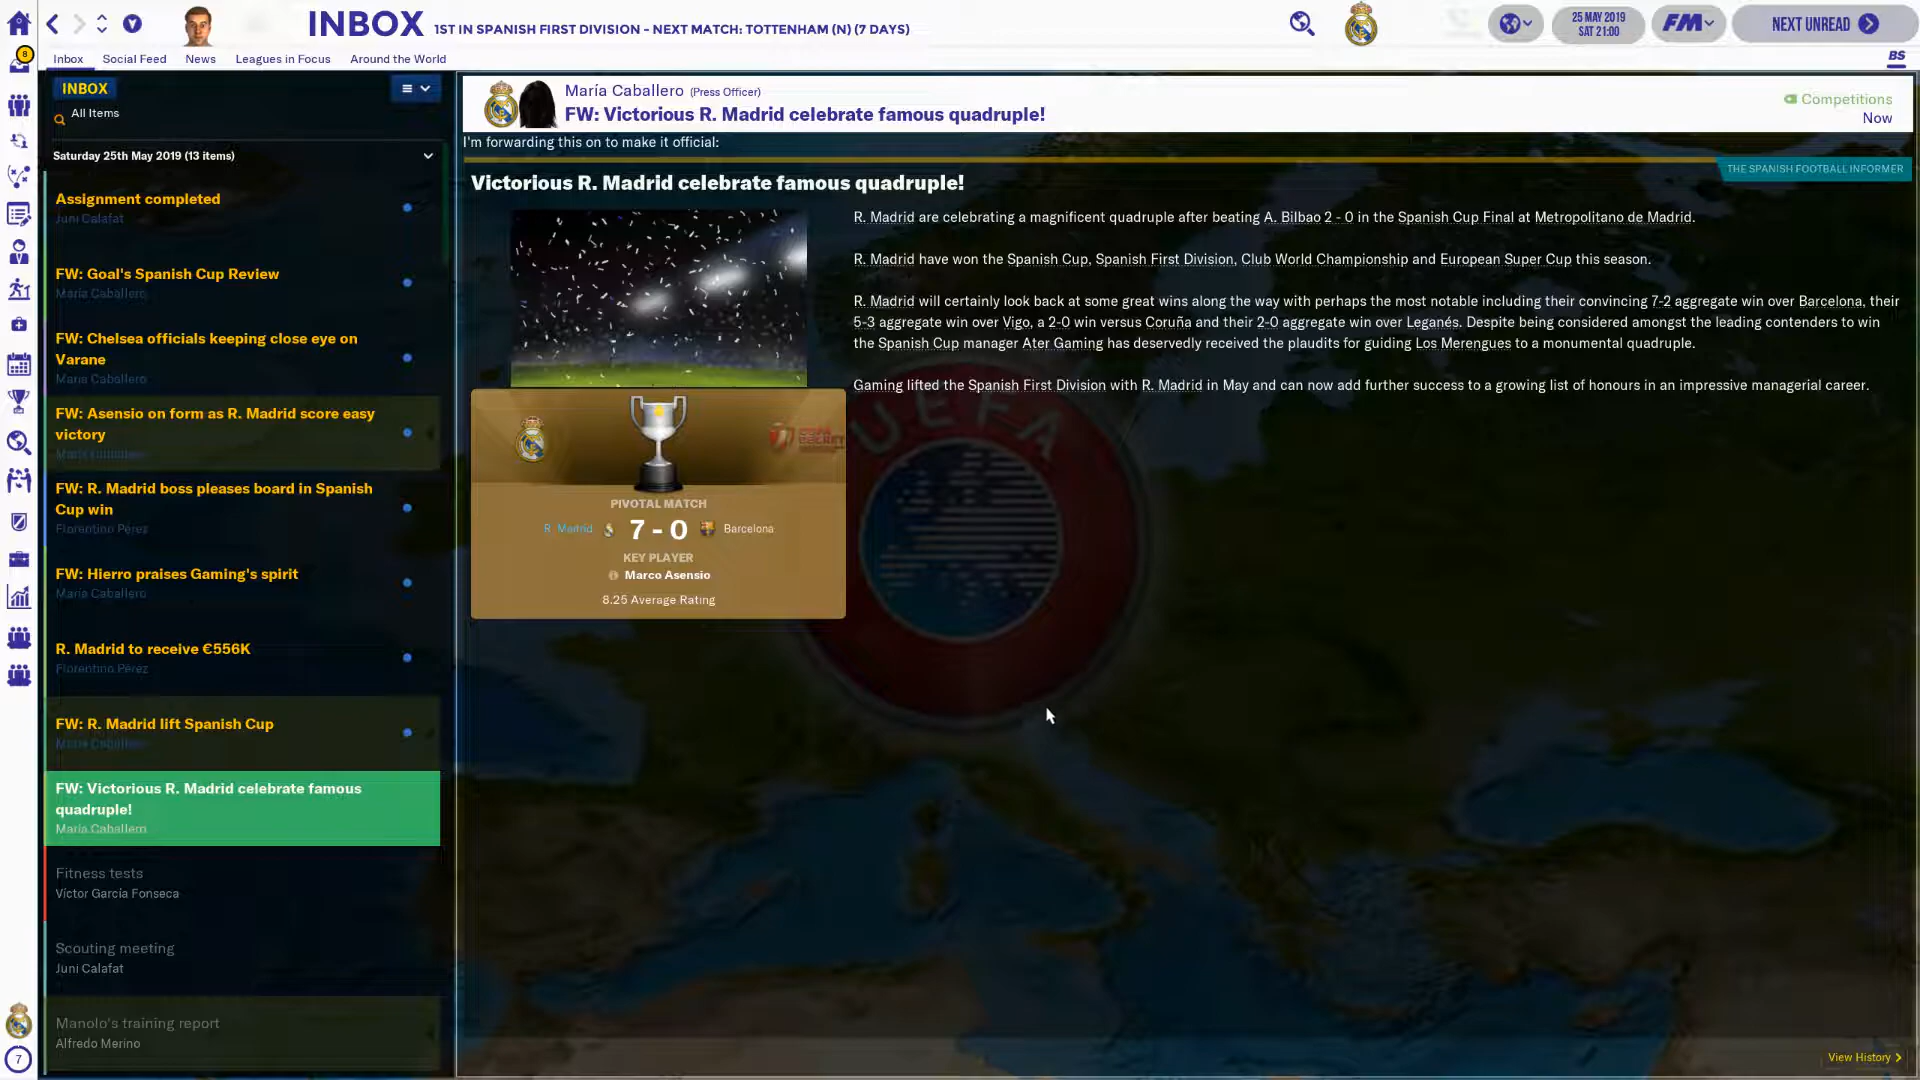 INBOX
1ST IN SPANISH FIRST DIVISION - NEXT MATCH: TOTTENHAM (N) (7 DAYS)
25 MAY 2019
SAT 21:00
FM
NEXT UNREAD
8
Inbox
Social Feed
News
Leagues in Focus
Around the World
BS
INBOX
All Items
Saturday 25th May 2019 (13 items)
Assignment completed
Juni Calafat
FW: Goal's Spanish Cup Review
María Caballero
FW: Chelsea officials keeping close eye on
Varane
María Caballero
FW: Asensio on form as R. Madrid score easy
victory
María Caballero
FW: R. Madrid boss pleases board in Spanish
Cup win
Florentino Pérez
FW: Hierro praises Gaming's spirit
María Caballero
R. Madrid to receive €556K
Florentino Pérez
FW: R. Madrid lift Spanish Cup
María Caballero
FW: Victorious R. Madrid celebrate famous
quadruple!
María Caballero
Fitness tests
Víctor García Fonseca
Scouting meeting
Juni Calafat
Manolo's training report
Alfredo Merino
7
María Caballero (Press Officer)
FW: Victorious R. Madrid celebrate famous quadruple!
Competitions
Now
I'm forwarding this on to make it official:
THE SPANISH FOOTBALL INFORMER
Victorious R. Madrid celebrate famous quadruple!
R. Madrid are celebrating a magnificent quadruple after beating A. Bilbao 2 - 0 in the Spanish Cup Final at Metropolitano de Madrid.
R. Madrid have won the Spanish Cup, Spanish First Division, Club World Championship and European Super Cup this season.
R. Madrid will certainly look back at some great wins along the way with perhaps the most notable including their convincing 7-2 aggregate win over Barcelona, their
5-3 aggregate win over Vigo, a 2-0 win versus Coruña and their 2-0 aggregate win over Leganés. Despite being considered amongst the leading contenders to win
the Spanish Cup manager Ater Gaming has deservedly received the plaudits for guiding Los Merengues to a monumental quadruple.
Gaming lifted the Spanish First Division with R. Madrid in May and can now add further success to a growing list of honours in an impressive managerial career.
PIVOTAL MATCH
R. Madrid 7 - 0 Barcelona
KEY PLAYER
Marco Asensio
8.25 Average Rating
UEFA
View History